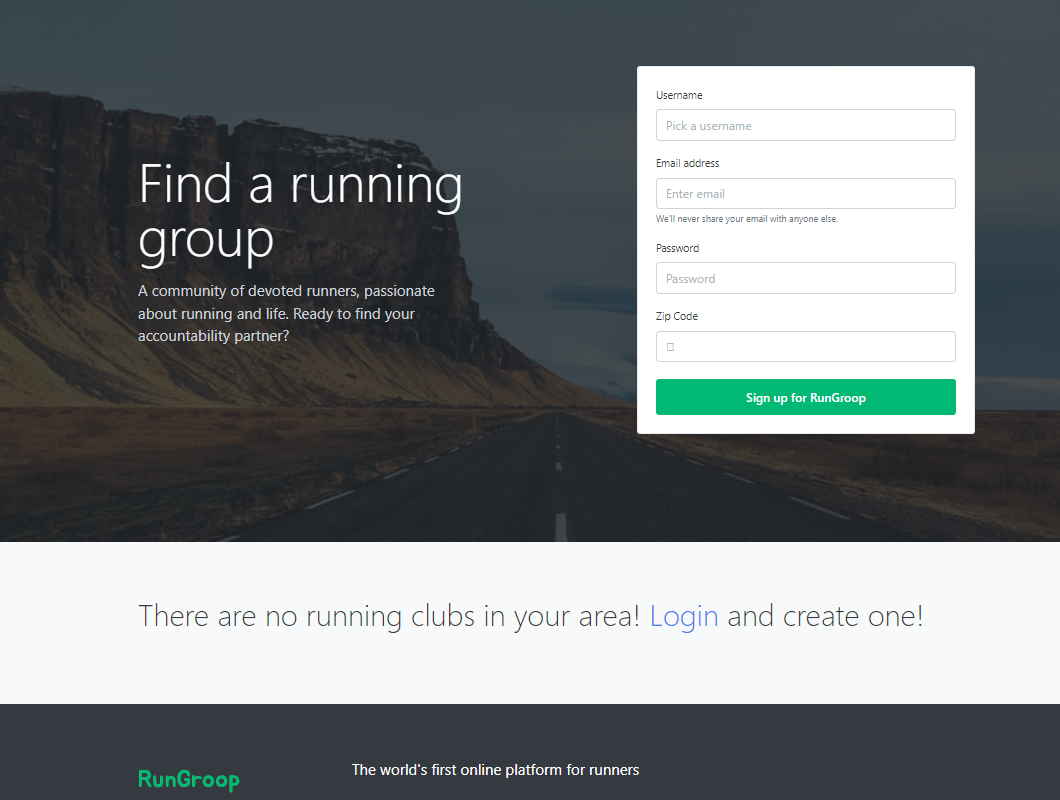 Find a running
group
A community of devoted runners, passionate
about running and life. Ready to find your
accountability partner?
Username
Pick a username
Email address
Enter email
We'll never share your email with anyone else.
Password
Password
Zip Code
Sign up for RunGroop
There are no running clubs in your area! Login and create one!
RunGroop
The world's first online platform for runners